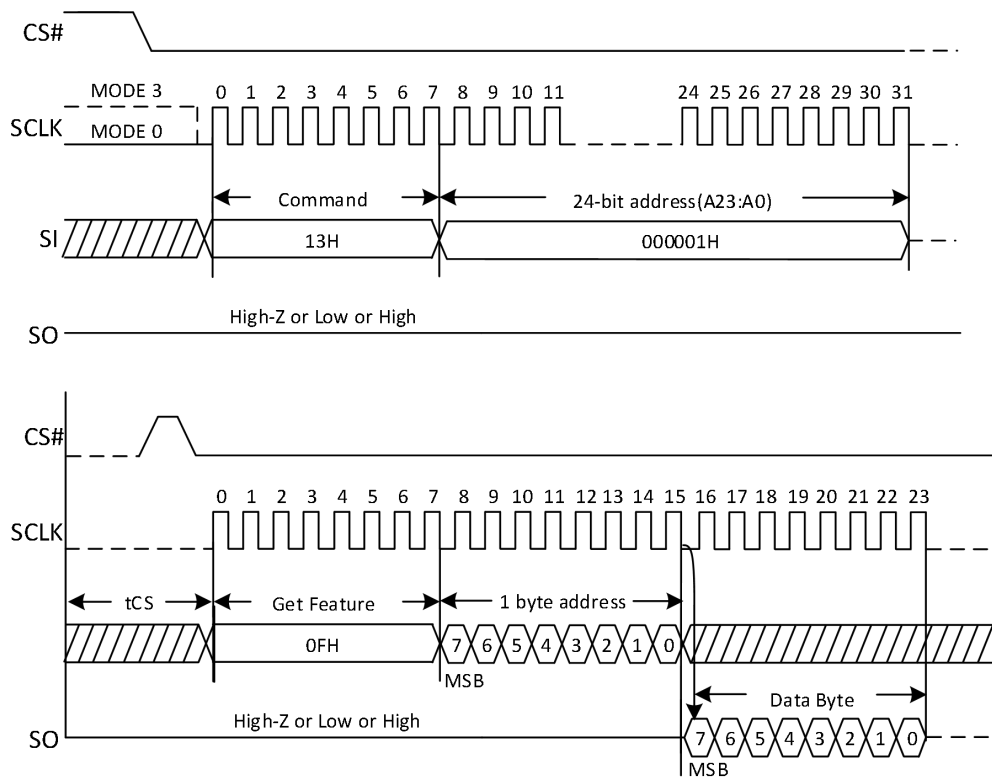 CS#
MODE 3
0 1 2 3 4 5 6 7 8 9 10 11 24 25 26 27 28 29 30 31
SCLK
MODE 0
Command 24-bit address(A23:A0)
SI 13H 000001H
High-Z or Low or High
SO
CS#
0 1 2 3 4 5 6 7 8 9 10 11 12 13 14 15 16 17 18 19 20 21 22 23
SCLK
tCS Get Feature 1 byte address
0FH 7 6 5 4 3 2 1 0
MSB
Data Byte
High-Z or Low or High
SO 7 6 5 4 3 2 1 0
MSB